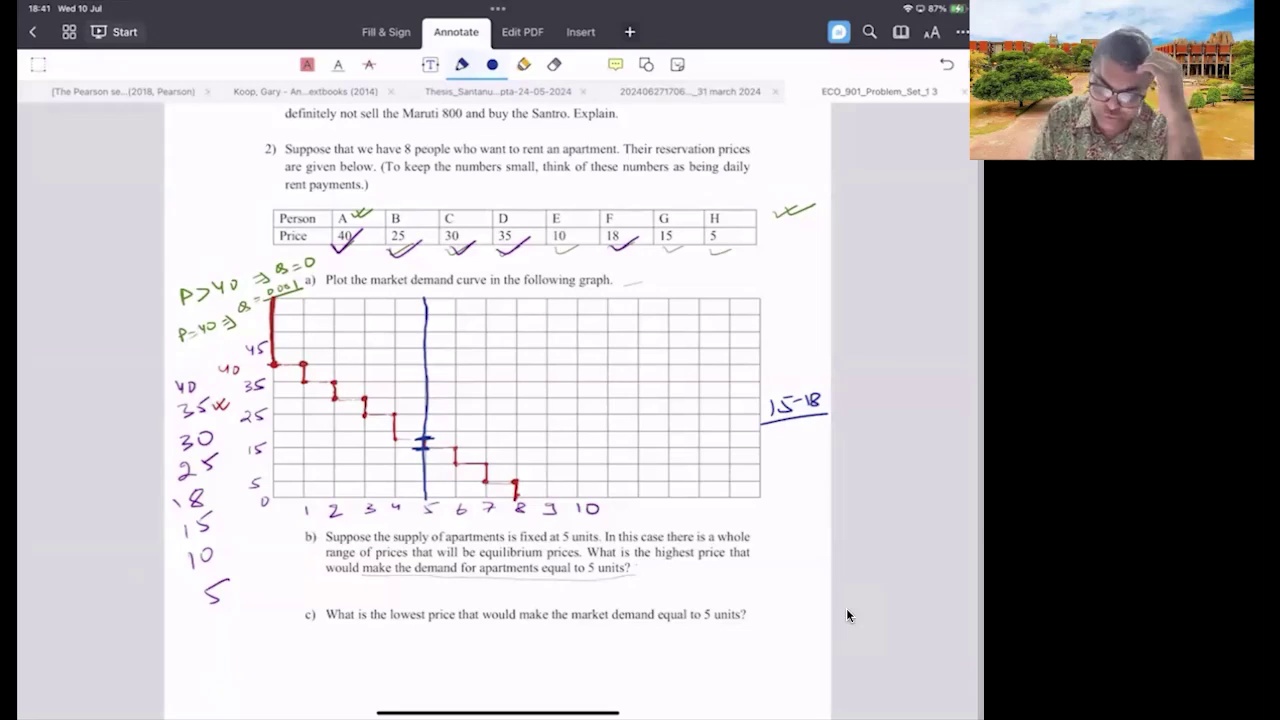 18:41 Wed 10 Jul
87%
Start
Fill & Sign
Annotate
Edit PDF
Insert
[The Pearson se...(2018, Pearson)
Koop, Gary - An...extbooks (2014)
Thesis_Santanu...pta-24-05-2024
202406271706..._31 march 2024
ECO_901_Problem_Set_1 3
definitely not sell the Maruti 800 and buy the Santro. Explain.
2) Suppose that we have 8 people who want to rent an apartment. Their reservation prices
are given below. (To keep the numbers small, think of these numbers as being daily
rent payments.)
Person A B C D E F G H
Price 40 25 30 35 10 18 15 5
a) Plot the market demand curve in the following graph.
P>40 ⇒ Q=0
P=40 ⇒ Q=
45
40
35
25
15
5
0
40
35
30
25
18
15
10
5
15-18
1 2 3 4 5 6 7 8 9 10
b) Suppose the supply of apartments is fixed at 5 units. In this case there is a whole
range of prices that will be equilibrium prices. What is the highest price that
would make the demand for apartments equal to 5 units?
c) What is the lowest price that would make the market demand equal to 5 units?